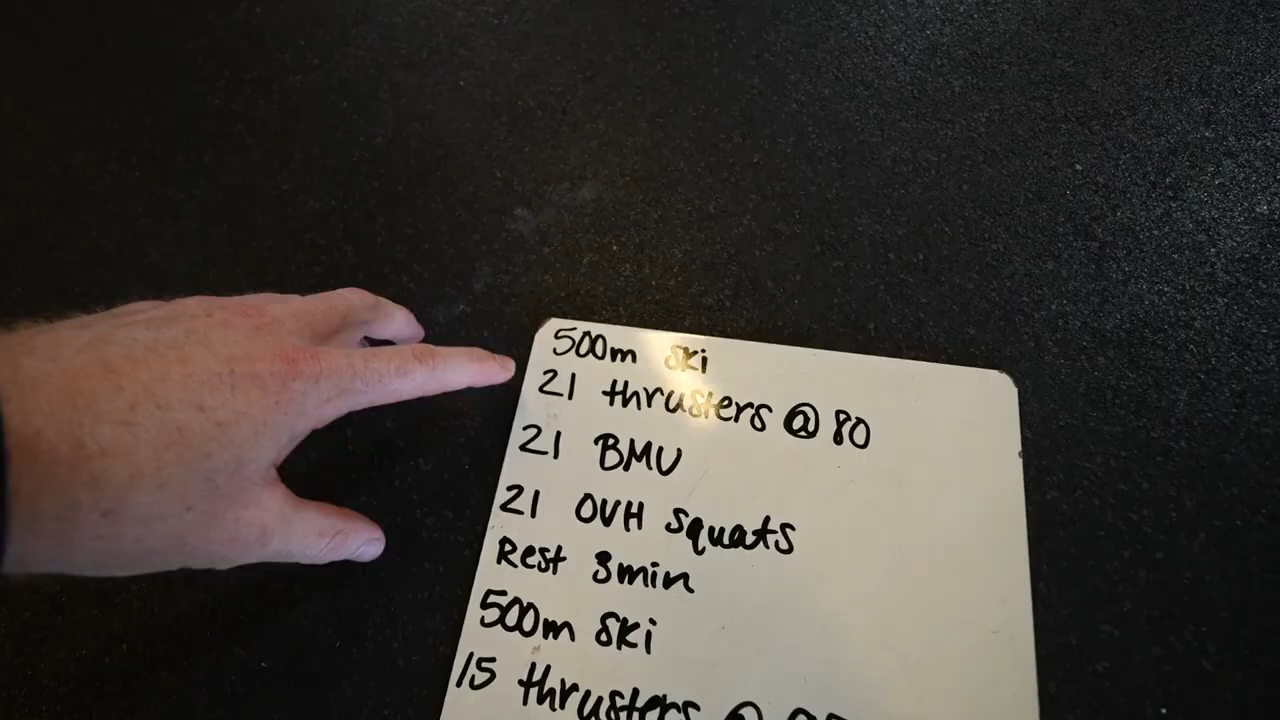 500m Ski
21 thrusters @ 80
21 BMU
21 OVH squats
Rest 3min
500m Ski
15 thrusters @